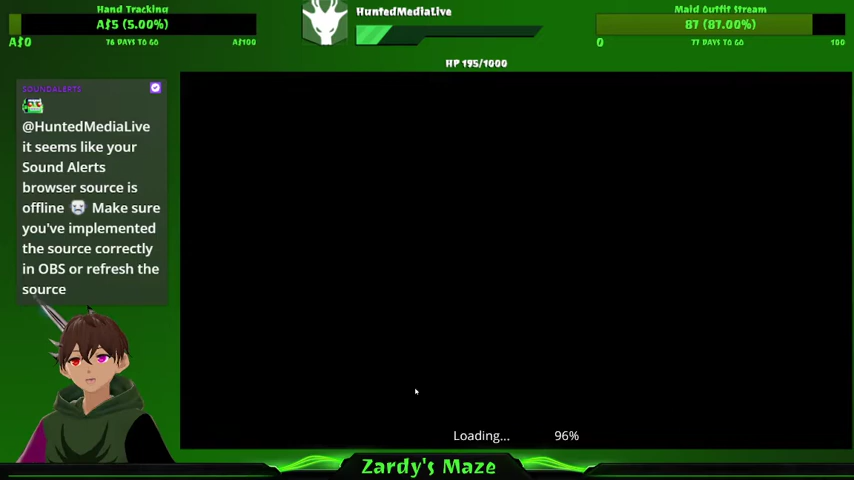 Hand Tracking
A$5 (5.00%)
A$0
76 DAYS TO GO
A$100
HuntedMediaLive
HP 195/1000
Maid Outfit Stream
87 (87.00%)
0
77 DAYS TO GO
100
SOUNDALERTS
@HuntedMediaLive
it seems like your
Sound Alerts
browser source is
offline Make sure
you've implemented
the source correctly
in OBS or refresh the
source
Loading... 96%
Zardy's Maze